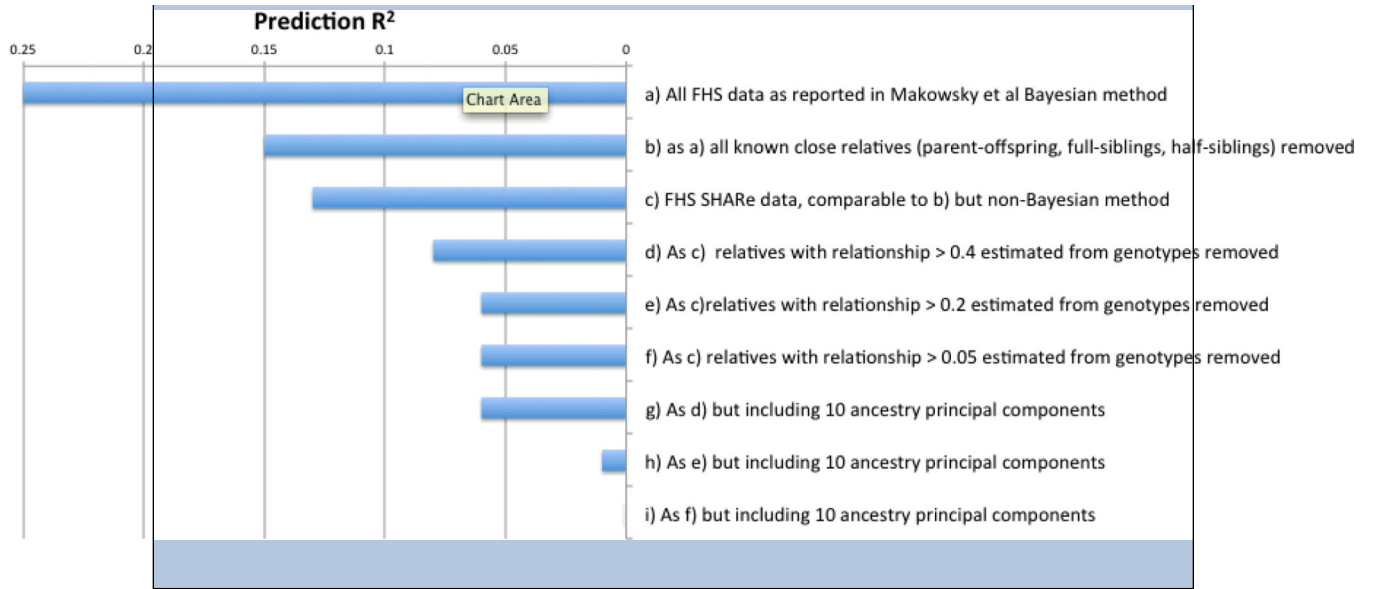 Prediction R²
0.25 0.2 0.15 0.1 0.05 0
a) All FHS data as reported in Makowsky et al Bayesian method
Chart Area
b) as a) all known close relatives (parent-offspring, full-siblings, half-siblings) removed
c) FHS SHARe data, comparable to b) but non-Bayesian method
d) As c)  relatives with relationship > 0.4 estimated from genotypes removed
e) As c)relatives with relationship > 0.2 estimated from genotypes removed
f) As c) relatives with relationship > 0.05 estimated from genotypes removed
g) As d) but including 10 ancestry principal components
h) As e) but including 10 ancestry principal components
i) As f) but including 10 ancestry principal components